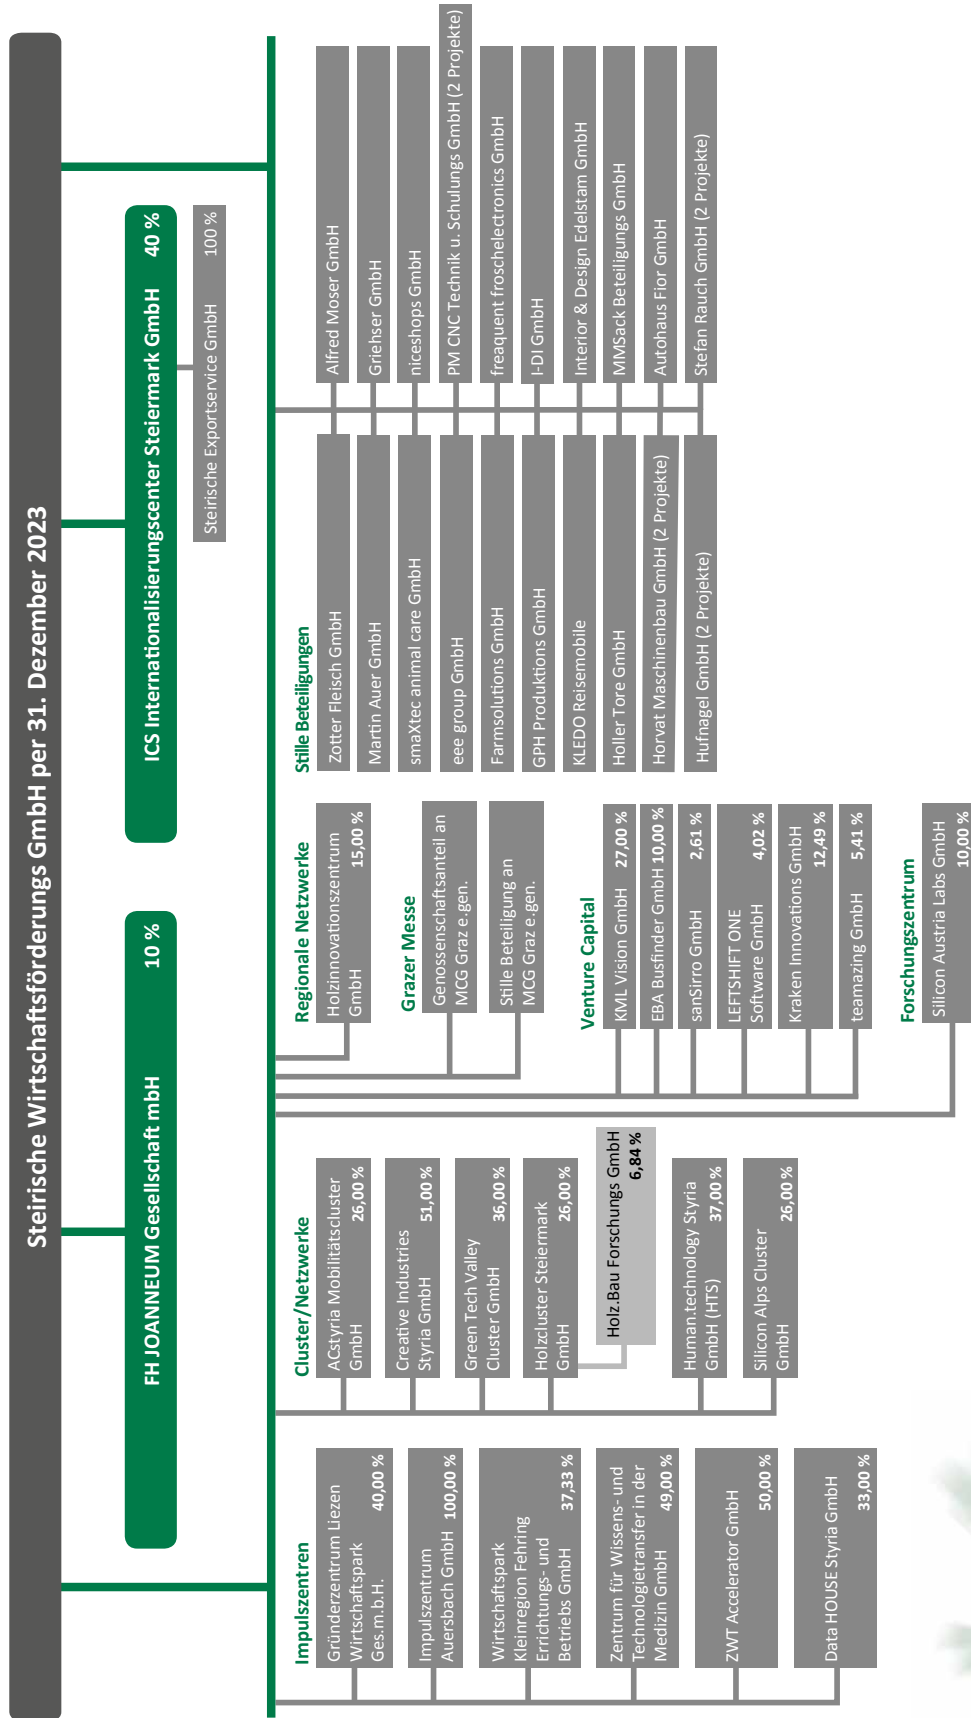 Steirische Wirtschaftsförderungs GmbH per 31. Dezember 2023
FH JOANNEUM Gesellschaft mbH 10 %
ICS Internationalisierungscenter Steiermark GmbH 40 %
Steirische Exportservice GmbH 100 %
Impulszentren
Gründerzentrum Liezen
Wirtschaftspark
Ges.m.b.H. 40,00 %
Impulszentrum
Auersbach GmbH 100,00 %
Wirtschaftspark
Kleinregion Fehring
Errichtungs- und
Betriebs GmbH 37,33 %
Zentrum für Wissens- und
Technologietransfer in der
Medizin GmbH 49,00 %
ZWT Accelerator GmbH
50,00 %
Data HOUSE Styria GmbH
33,00 %
Cluster/Netzwerke
ACstyria Mobilitätscluster
GmbH 26,00 %
Creative Industries
Styria GmbH 51,00 %
Green Tech Valley
Cluster GmbH 36,00 %
Holzcluster Steiermark
GmbH 26,00 %
Holz.Bau Forschungs GmbH
6,84 %
Human.technology Styria
GmbH (HTS) 37,00 %
Silicon Alps Cluster
GmbH 26,00 %
Regionale Netzwerke
Holzinnovationszentrum
GmbH 15,00 %
Grazer Messe
Genossenschaftsanteil an
MCG Graz e.gen.
Stille Beteiligung an
MCG Graz e.gen.
Venture Capital
KML Vision GmbH 27,00 %
EBA Busfinder GmbH 10,00 %
sanSirro GmbH 2,61 %
LEFTSHIFT ONE
Software GmbH 4,02 %
Kraken Innovations GmbH
12,49 %
teamazing GmbH 5,41 %
Forschungszentrum
Silicon Austria Labs GmbH
10,00 %
Stille Beteiligungen
Zotter Fleisch GmbH
Martin Auer GmbH
smaXtec animal care GmbH
eee group GmbH
Farmsolutions GmbH
GPH Produktions GmbH
KLEDO Reisemobile
Holler Tore GmbH
Horvat Maschinenbau GmbH (2 Projekte)
Hufnagel GmbH (2 Projekte)
Alfred Moser GmbH
Griehser GmbH
niceshops GmbH
PM CNC Technik u. Schulungs GmbH (2 Projekte)
freaquent froschelectronics GmbH
I-DI GmbH
Interior & Design Edelstam GmbH
MMSack Beteiligungs GmbH
Autohaus Fior GmbH
Stefan Rauch GmbH (2 Projekte)